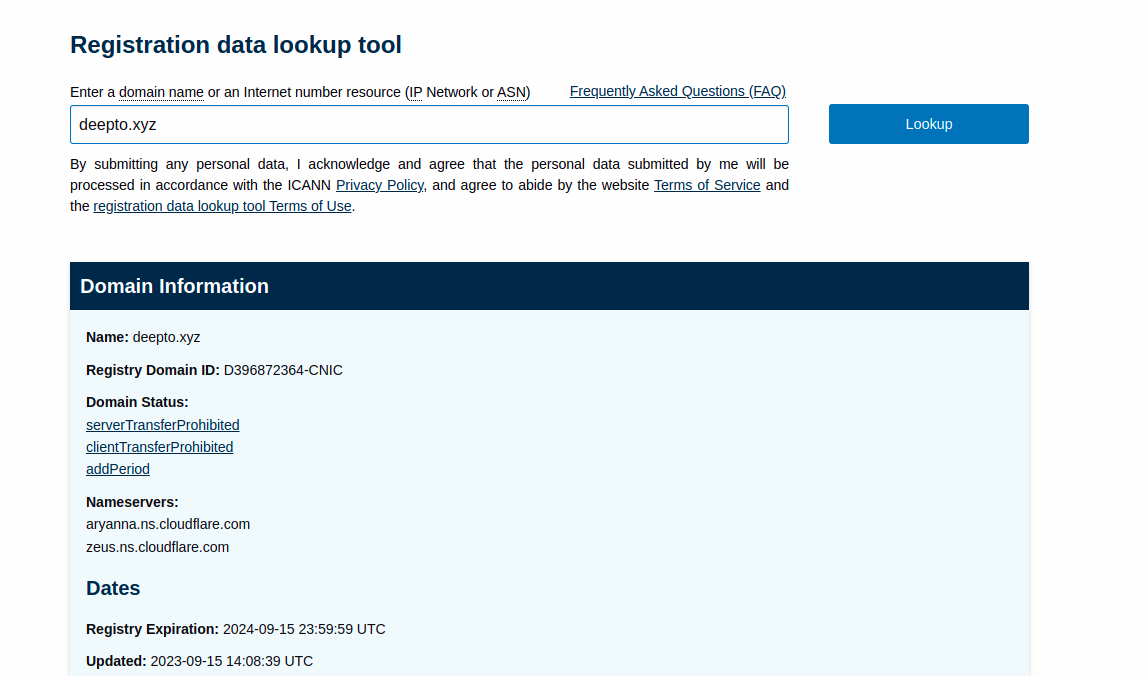 Registration data lookup tool
Enter a domain name or an Internet number resource (IP Network or ASN)
Frequently Asked Questions (FAQ)
deepto.xyz
Lookup
By submitting any personal data, I acknowledge and agree that the personal data submitted by me will be
processed in accordance with the ICANN Privacy Policy, and agree to abide by the website Terms of Service and
the registration data lookup tool Terms of Use.
Domain Information
Name: deepto.xyz
Registry Domain ID: D396872364-CNIC
Domain Status:
serverTransferProhibited
clientTransferProhibited
addPeriod
Nameservers:
aryanna.ns.cloudflare.com
zeus.ns.cloudflare.com
Dates
Registry Expiration: 2024-09-15 23:59:59 UTC
Updated: 2023-09-15 14:08:39 UTC